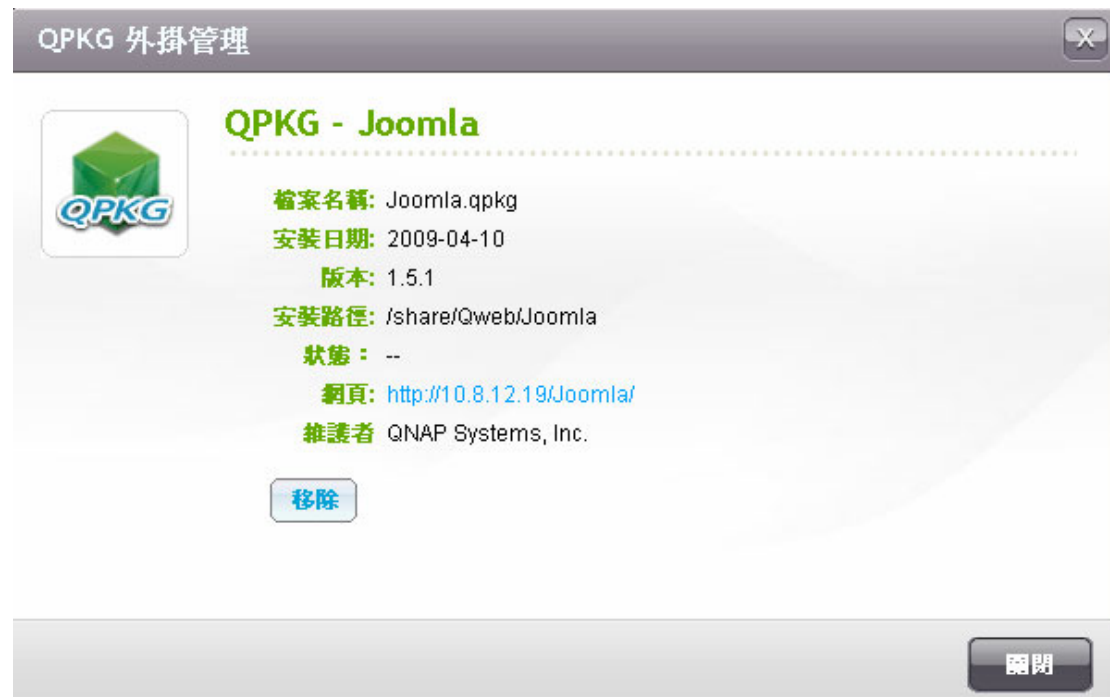 QPKG 外掛管理
QPKG
QPKG - Joomla
檔案名稱: Joomla.qpkg
安裝日期: 2009-04-10
版本: 1.5.1
安裝路徑: /share/Qweb/Joomla
狀態： --
網頁: http://10.8.12.19/Joomla/
維護者 QNAP Systems, Inc.
移除
關閉